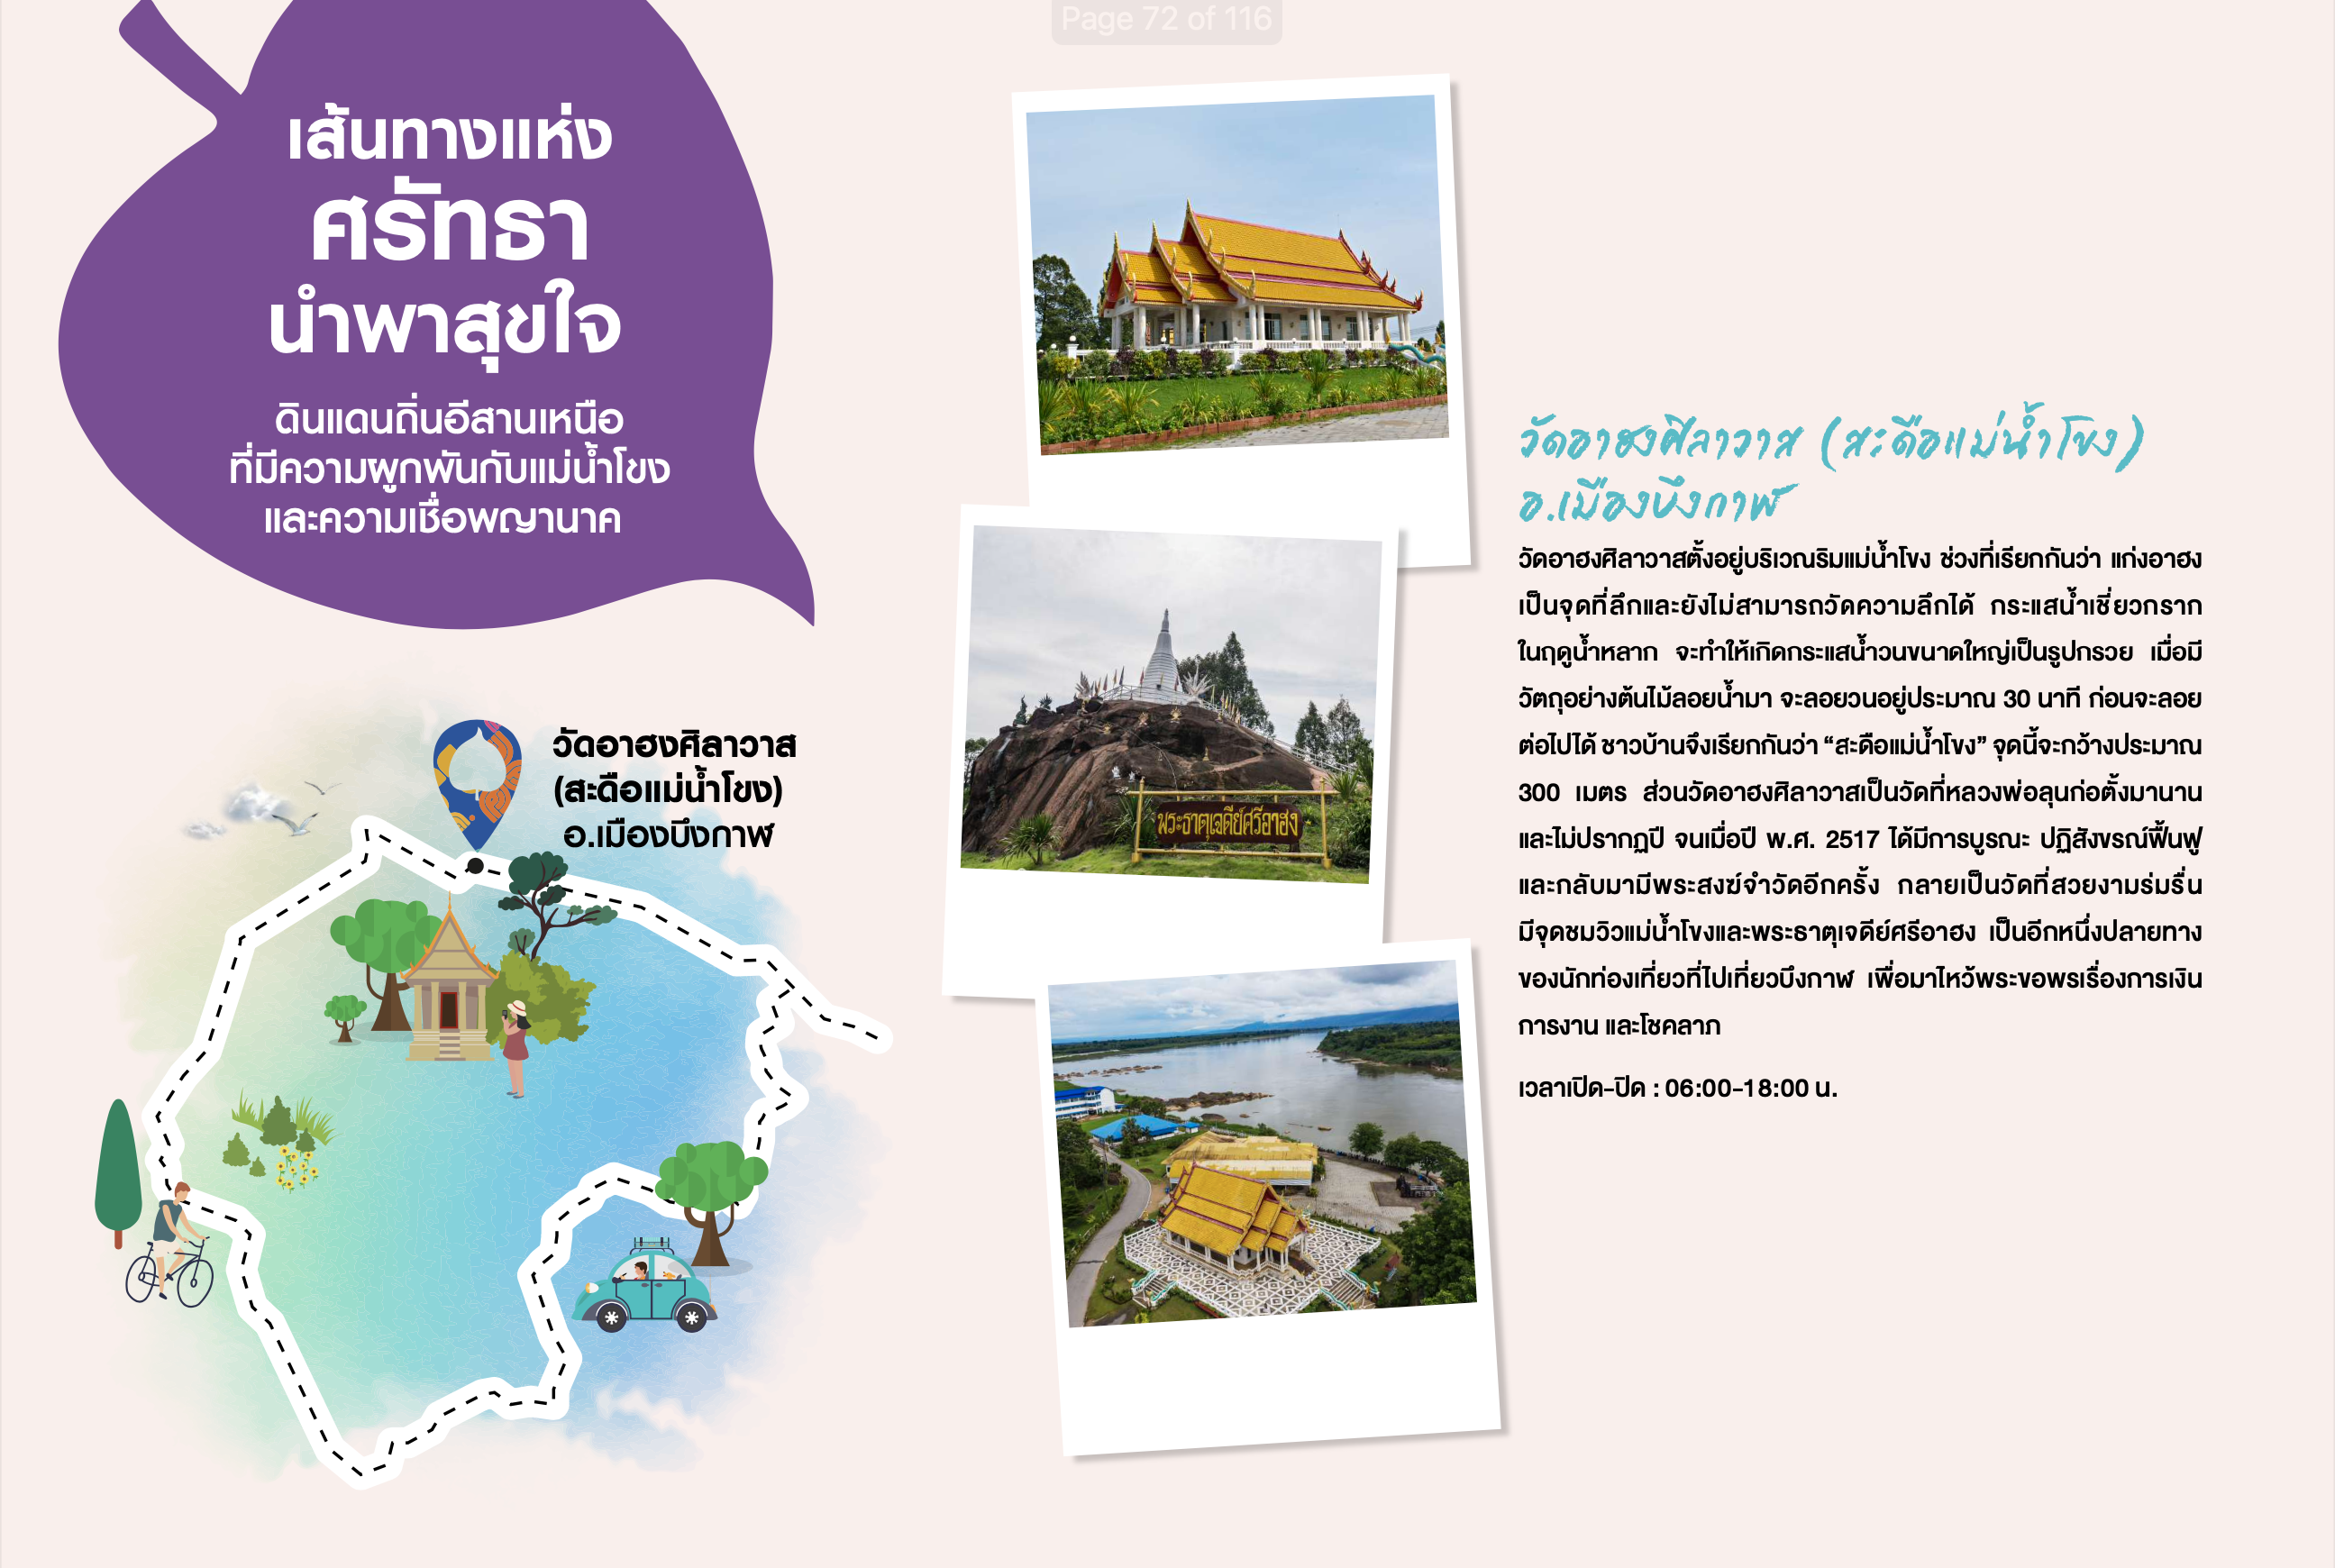 Page 72 of 116
เส้นทางแห่ง
ศรัทธา
นำพาสุขใจ
ดินแดนถิ่นอีสานเหนือ
ที่มีความผูกพันกับแม่น้ำโขง
และความเชื่อพญานาค
วัดอาฮงศิลาวาส
(สะดือแม่น้ำโขง)
อ.เมืองบึงกาฬ
พระธาตุเจดีย์ศรีอาฮง
วัดอาฮงศิลาวาส (สะดือแม่น้ำโขง)
อ.เมืองบึงกาฬ
วัดอาฮงศิลาวาสตั้งอยู่บริเวณริมแม่น้ำโขง ช่วงที่เรียกกันว่า แก่งอาฮง
เป็นจุดที่ลึกและยังไม่สามารถวัดความลึกได้ กระแสน้ำเชี่ยวกราก
ในฤดูน้ำหลาก จะทำให้เกิดกระแสน้ำวนขนาดใหญ่เป็นรูปกรวย เมื่อมี
วัตถุอย่างต้นไม้ลอยน้ำมา จะลอยวนอยู่ประมาณ 30 นาที ก่อนจะลอย
ต่อไปได้ ชาวบ้านจึงเรียกกันว่า “สะดือแม่น้ำโขง” จุดนี้จะกว้างประมาณ
300 เมตร ส่วนวัดอาฮงศิลาวาสเป็นวัดที่หลวงพ่อลุนก่อตั้งมานาน
และไม่ปรากฏปี จนเมื่อปี พ.ศ. 2517 ได้มีการบูรณะ ปฏิสังขรณ์ฟื้นฟู
และกลับมามีพระสงฆ์จำวัดอีกครั้ง กลายเป็นวัดที่สวยงามร่มรื่น
มีจุดชมวิวแม่น้ำโขงและพระธาตุเจดีย์ศรีอาฮง เป็นอีกหนึ่งปลายทาง
ของนักท่องเที่ยวที่ไปเที่ยวบึงกาฬ เพื่อมาไหว้พระขอพรเรื่องการเงิน
การงาน และโชคลาภ
เวลาเปิด-ปิด : 06:00-18:00 น.